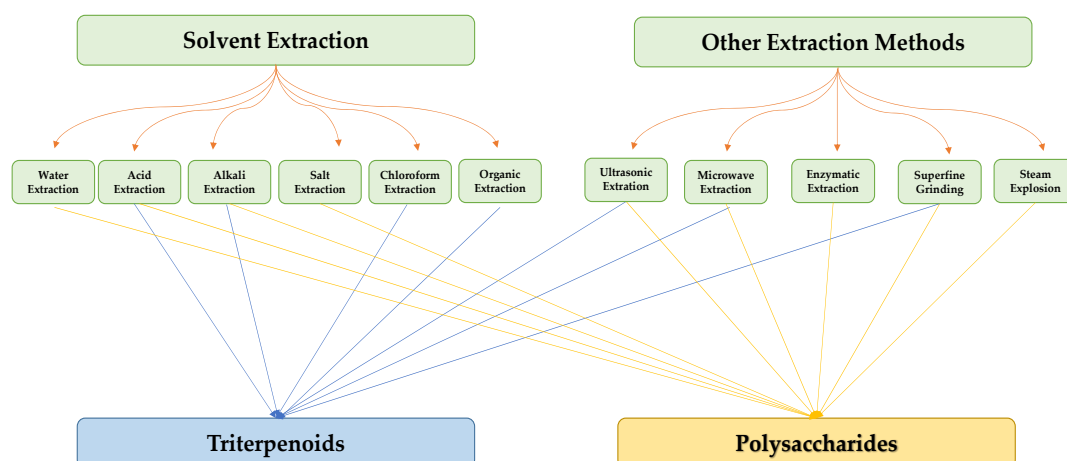 Solvent Extraction
Other Extraction Methods
Water
Extraction
Acid
Extraction
Alkali
Extraction
Salt
Extraction
Chloroform
Extraction
Organic
Extraction
Ultrasonic
Extration
Microwave
Extraction
Enzymatic
Extraction
Superfine
Grinding
Steam
Explosion
Triterpenoids
Polysaccharides